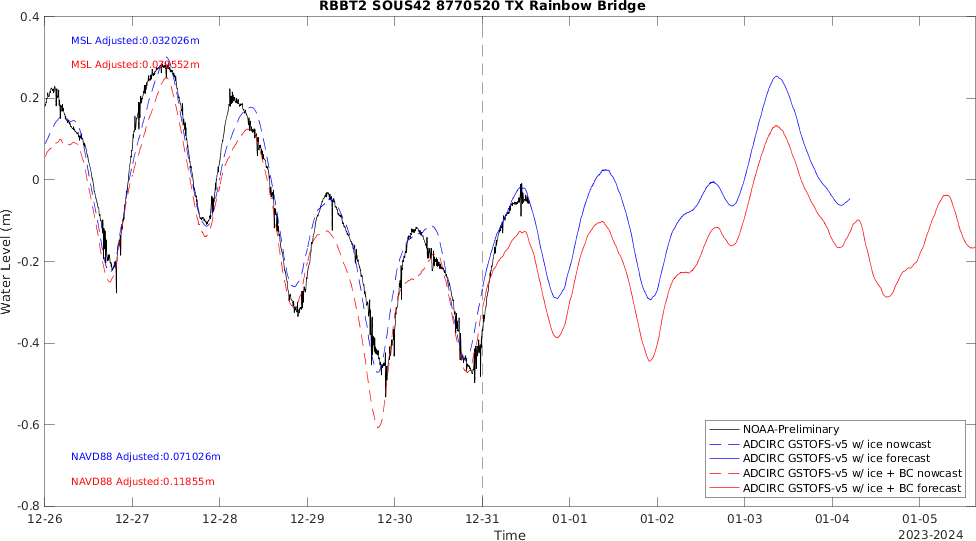 RBBT2 SOUS42 8770520 TX Rainbow Bridge
MSL Adjusted:0.032026m
MSL Adjusted:
0.4
0.2
0
-0.2
-0.4
-0.6
-0.8
Water Level (m)
NAVD88 Adjusted:0.071026m
NAVD88 Adjusted:0.11855m
NOAA-Preliminary
ADCIRC GSTOFS-v5 w/ ice nowcast
ADCIRC GSTOFS-v5 w/ ice forecast
ADCIRC GSTOFS-v5 w/ ice + BC nowcast
ADCIRC GSTOFS-v5 w/ ice + BC forecast
12-26 12-27 12-28 12-29 12-30 12-31 01-01 01-02 01-03 01-04 01-05
Time
2023-2024